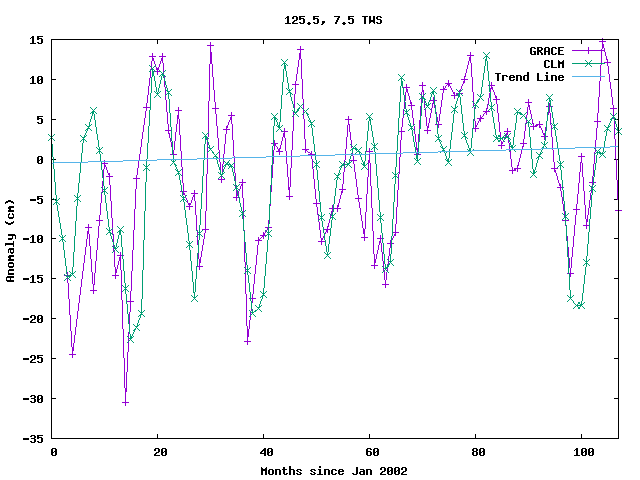 125.5, 7.5 TWS
GRACE
CLM
Trend Line
15
10
5
0
-5
-10
-15
-20
-25
-30
-35
Anomaly (cm)
0 20 40 60 80 100
Months since Jan 2002